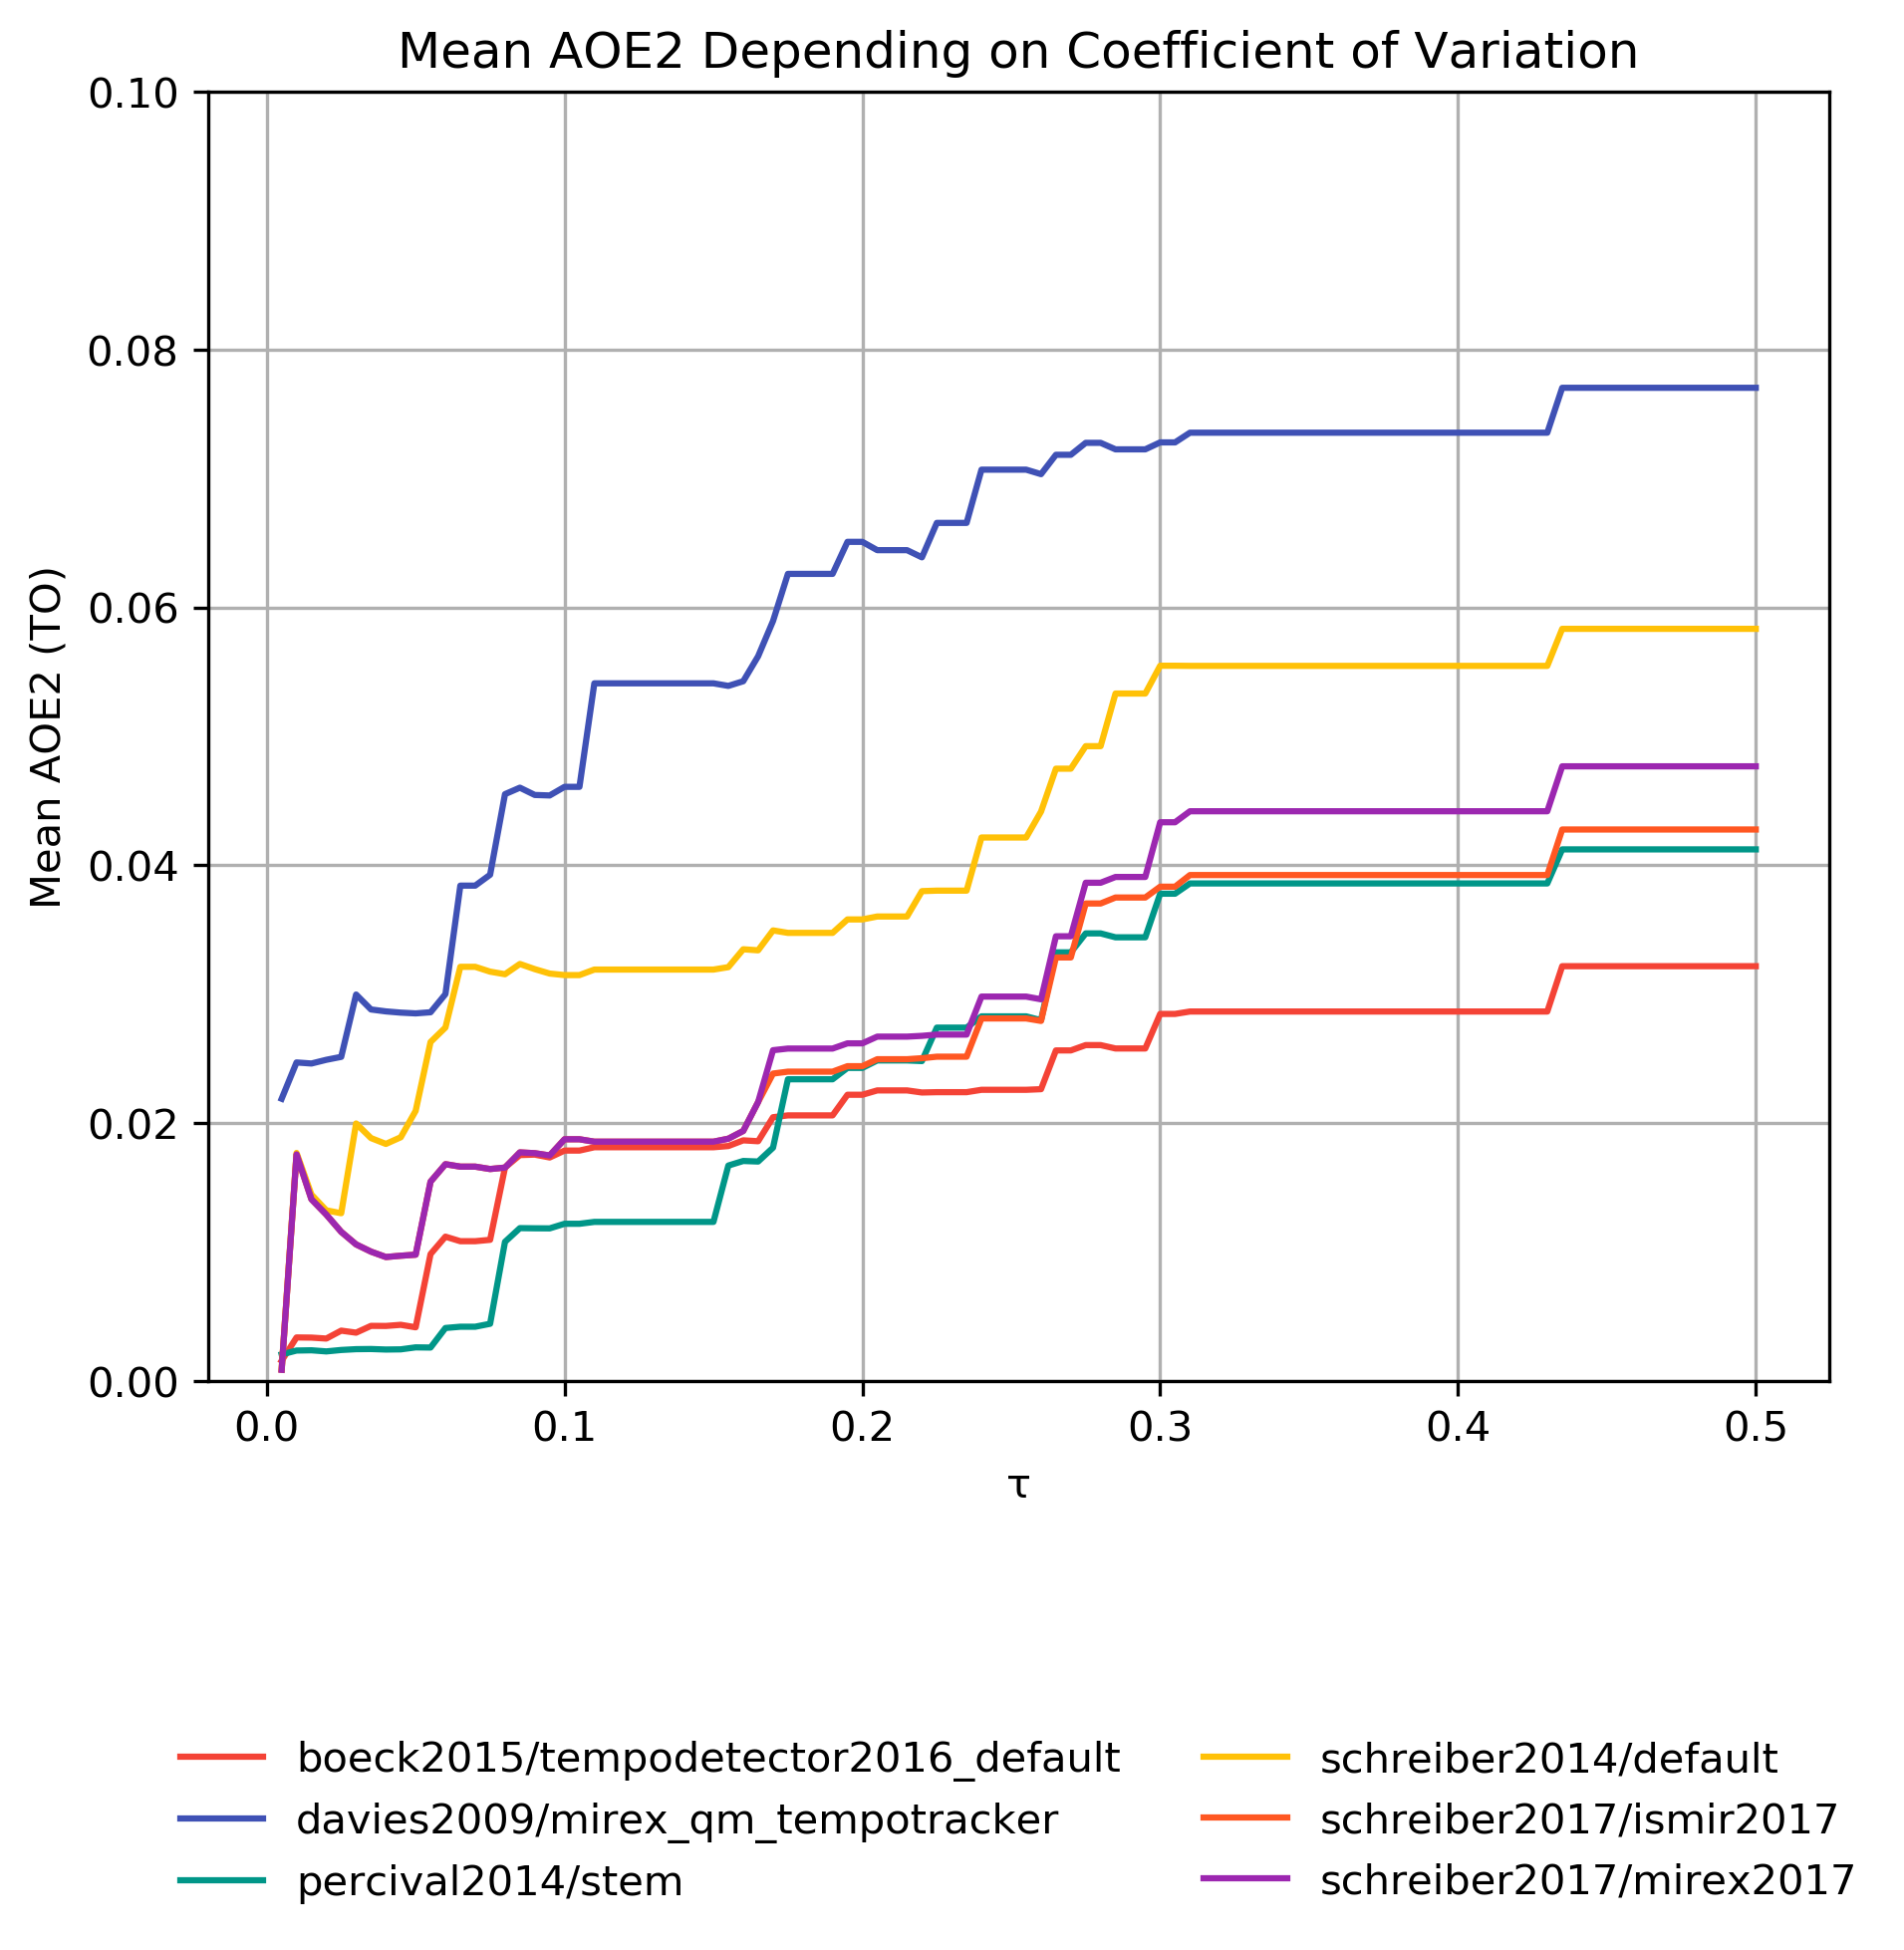 Mean AOE2 Depending on Coefficient of Variation
Mean AOE2 (TO)
0.10
0.08
0.06
0.04
0.02
0.00
0.0 0.1 0.2 0.3 0.4 0.5
τ
boeck2015/tempodetector2016_default
davies2009/mirex_qm_tempotracker
percival2014/stem
schreiber2014/default
schreiber2017/ismir2017
schreiber2017/mirex2017